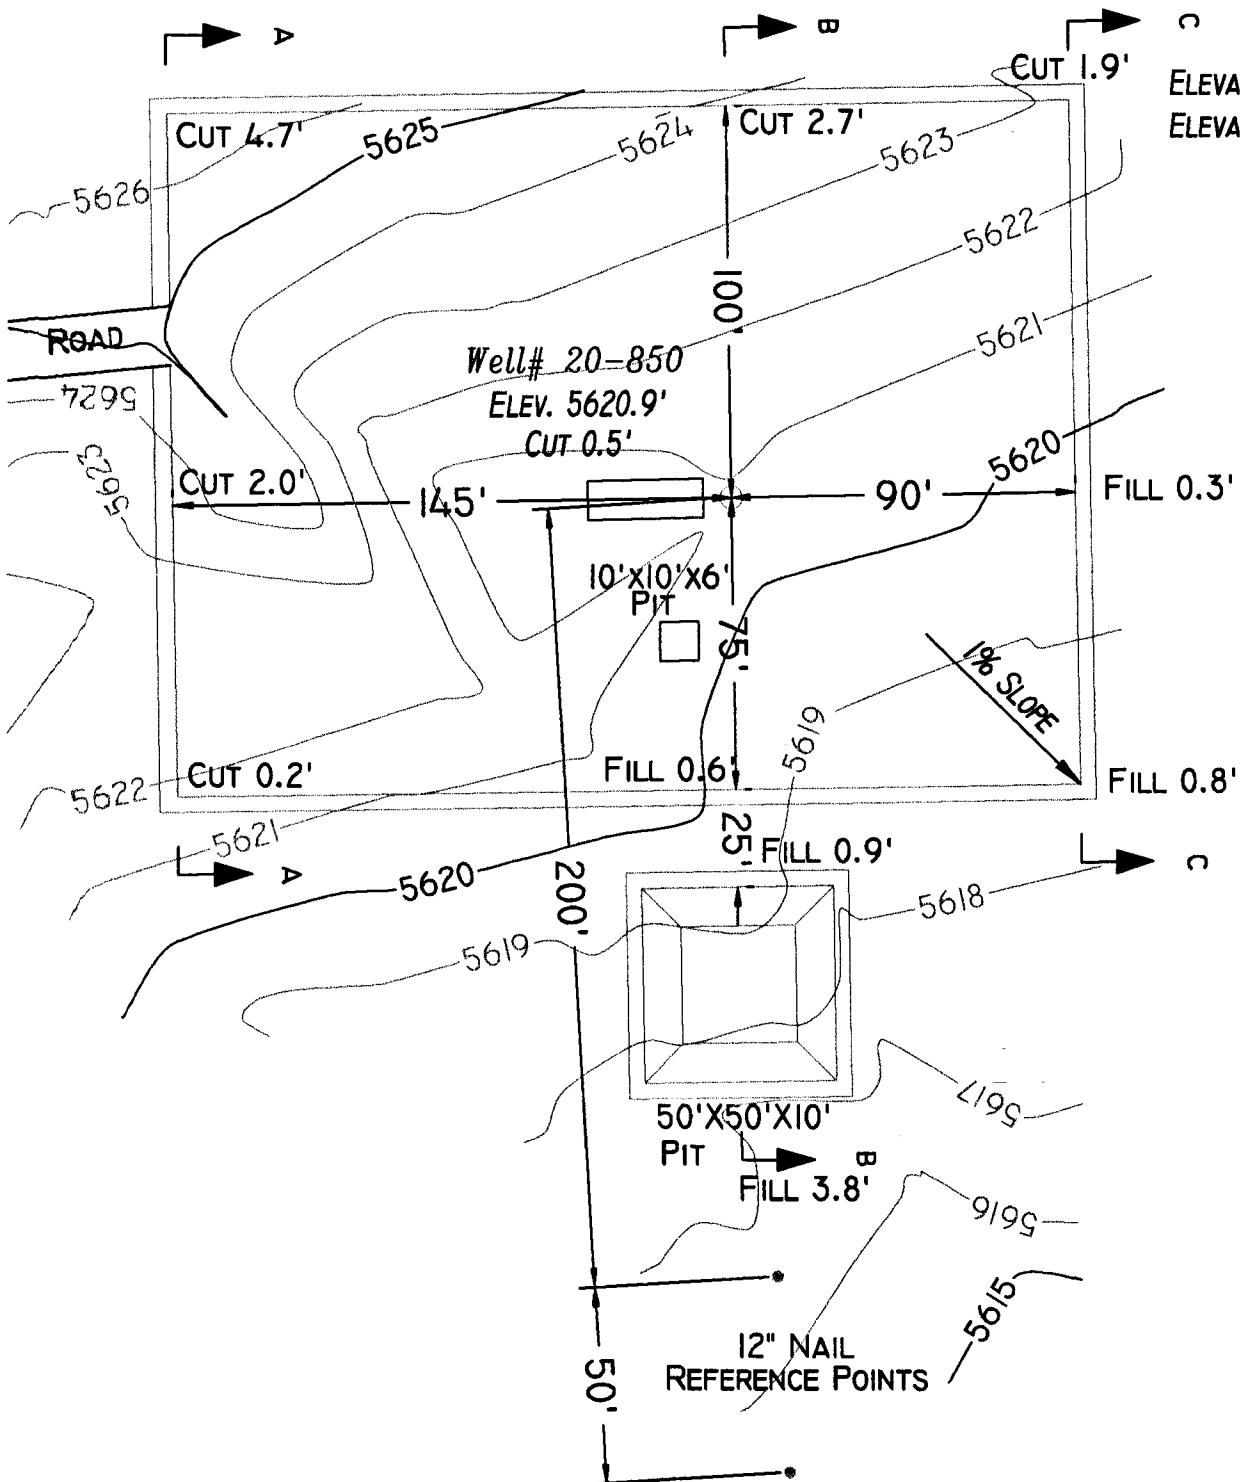 A
B
C
CUT 1.9'
ELEVA
ELEVA
CUT 4.7'
5625
5624
CUT 2.7'
5623
5626
5622
100'
5621
ROAD
Well# 20-850
ELEV. 5620.9'
CUT 0.5'
5624
5623
5620
CUT 2.0'
145'
90'
FILL 0.3'
10'X10'X6'
PIT
75'
1% SLOPE
5619
CUT 0.2'
FILL 0.6'
FILL 0.8'
5622
5621
25'
FILL 0.9'
A
C
5620
200'
5618
5619
50'X50'X10'
PIT
5617
B
FILL 3.8'
5616
5615
12" NAIL
REFERENCE POINTS
50'